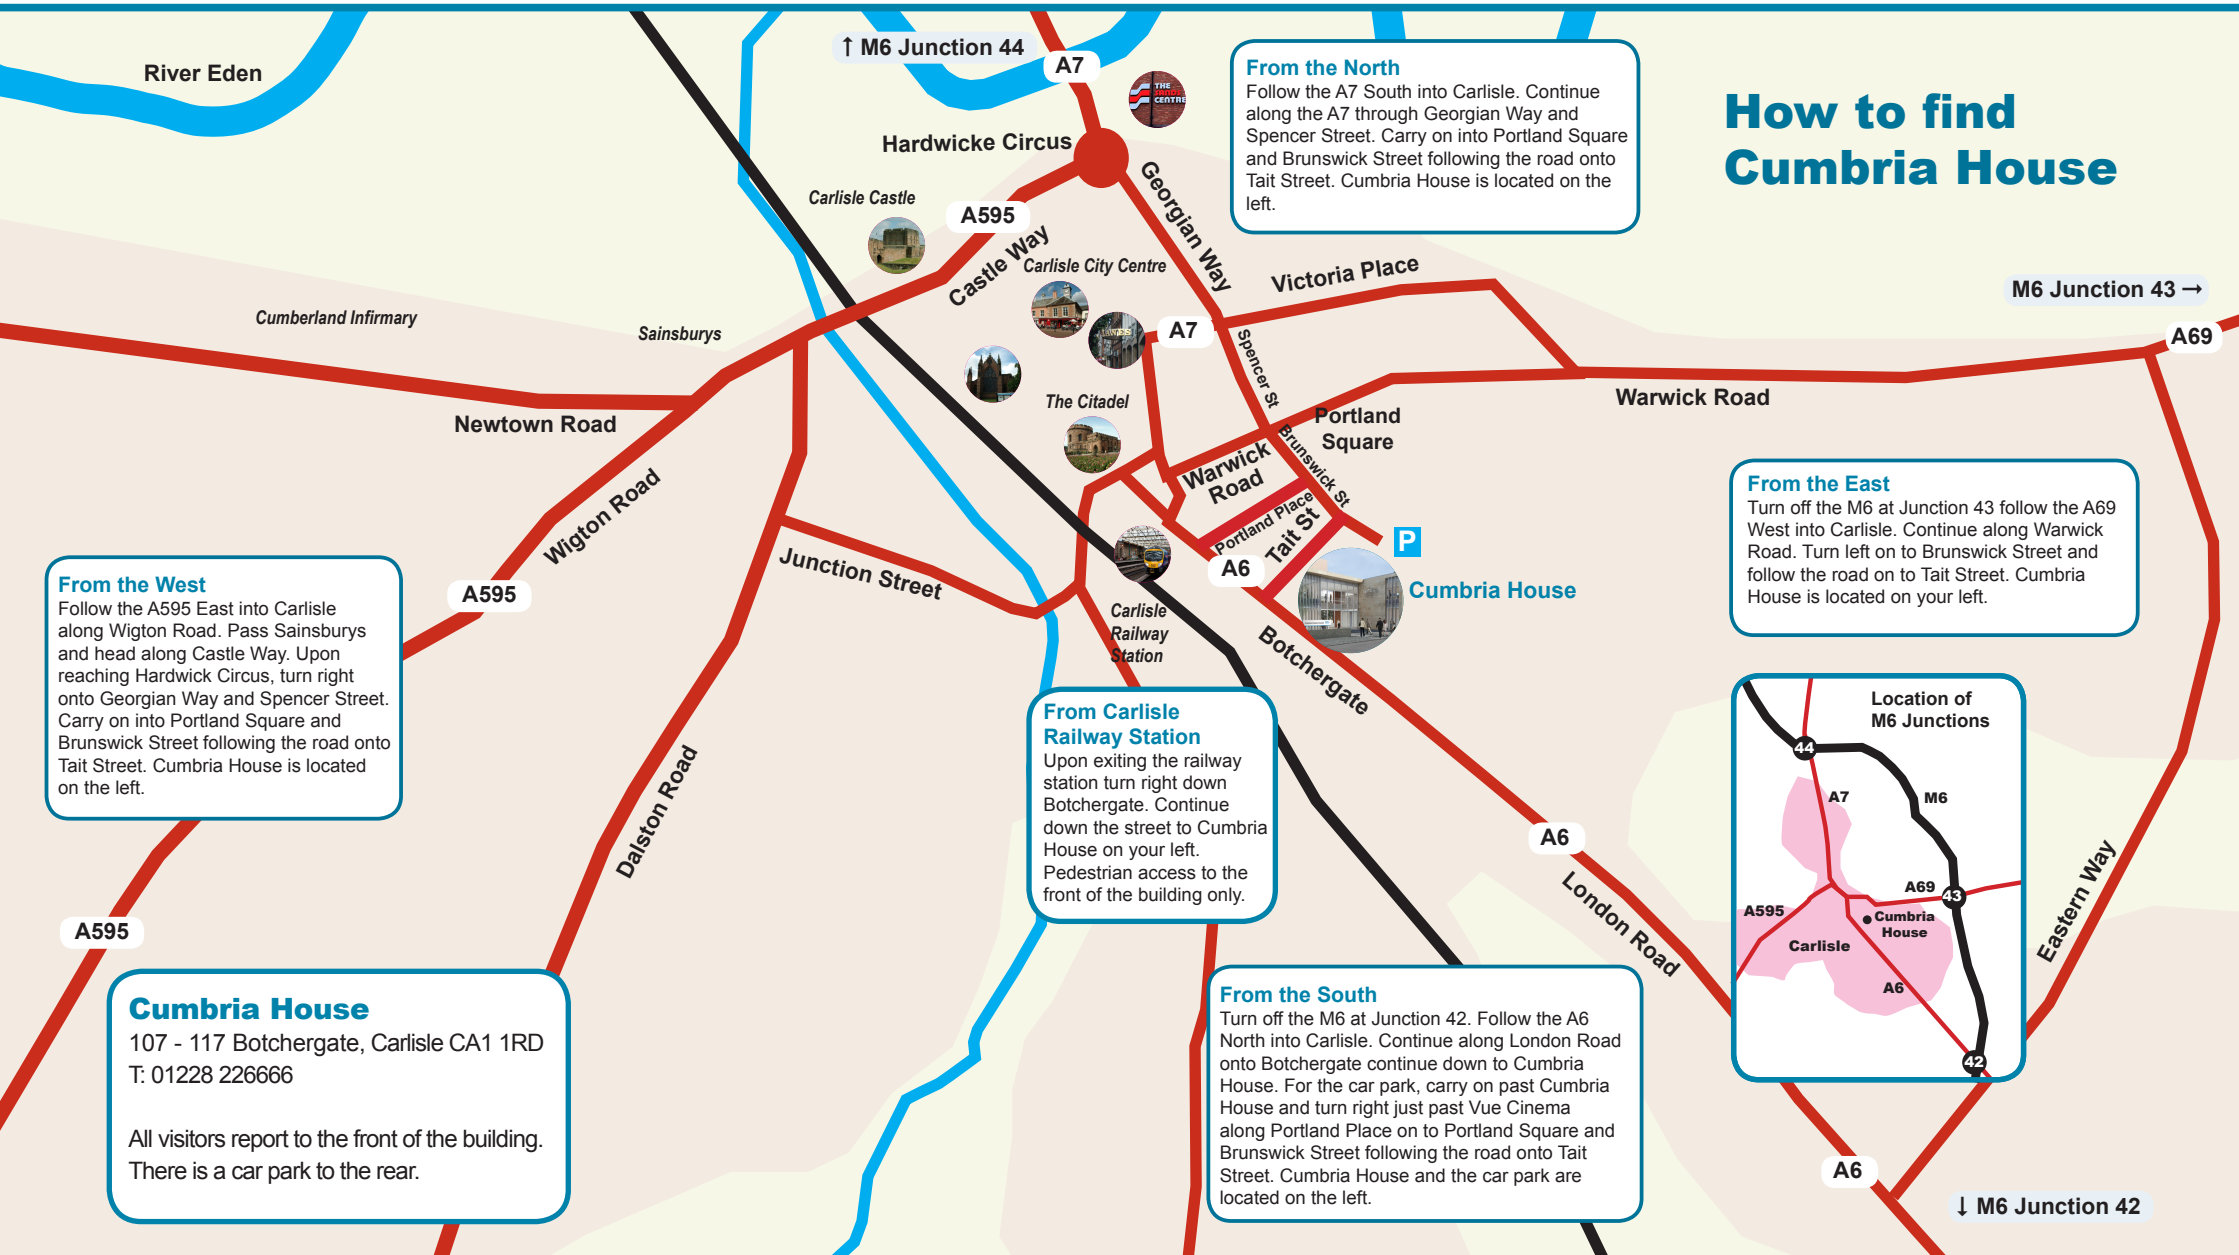 How to find
Cumbria House
River Eden
↑ M6 Junction 44
A7
THE
SANDS
CENTRE
Hardwicke Circus
Georgian Way
Carlisle Castle
A595
Castle Way
Carlisle City Centre
Victoria Place
M6 Junction 43 →
A69
Cumberland Infirmary
Sainsburys
A7
Spencer St
The Citadel
Newtown Road
Warwick Road
Portland
Square
Brunswick St
Warwick
Road
Portland Place
Tait St
P
A6
Cumbria House
Wigton Road
Junction Street
A595
Carlisle
Railway
Station
Botchergate
Dalston Road
A595
A6
London Road
Eastern Way
A6
↓ M6 Junction 42
From the North
Follow the A7 South into Carlisle. Continue
along the A7 through Georgian Way and
Spencer Street. Carry on into Portland Square
and Brunswick Street following the road onto
Tait Street. Cumbria House is located on the
left.
From the East
Turn off the M6 at Junction 43 follow the A69
West into Carlisle. Continue along Warwick
Road. Turn left on to Brunswick Street and
follow the road on to Tait Street. Cumbria
House is located on your left.
From the West
Follow the A595 East into Carlisle
along Wigton Road. Pass Sainsburys
and head along Castle Way. Upon
reaching Hardwick Circus, turn right
onto Georgian Way and Spencer Street.
Carry on into Portland Square and
Brunswick Street following the road onto
Tait Street. Cumbria House is located
on the left.
From Carlisle
Railway Station
Upon exiting the railway
station turn right down
Botchergate. Continue
down the street to Cumbria
House on your left.
Pedestrian access to the
front of the building only.
From the South
Turn off the M6 at Junction 42. Follow the A6
North into Carlisle. Continue along London Road
onto Botchergate continue down to Cumbria
House. For the car park, carry on past Cumbria
House and turn right just past Vue Cinema
along Portland Place on to Portland Square and
Brunswick Street following the road onto Tait
Street. Cumbria House and the car park are
located on the left.
Location of
M6 Junctions
44
A7
M6
A69
43
A595
Cumbria
House
Carlisle
A6
42
Cumbria House
107 - 117 Botchergate, Carlisle CA1 1RD
T: 01228 226666
All visitors report to the front of the building.
There is a car park to the rear.